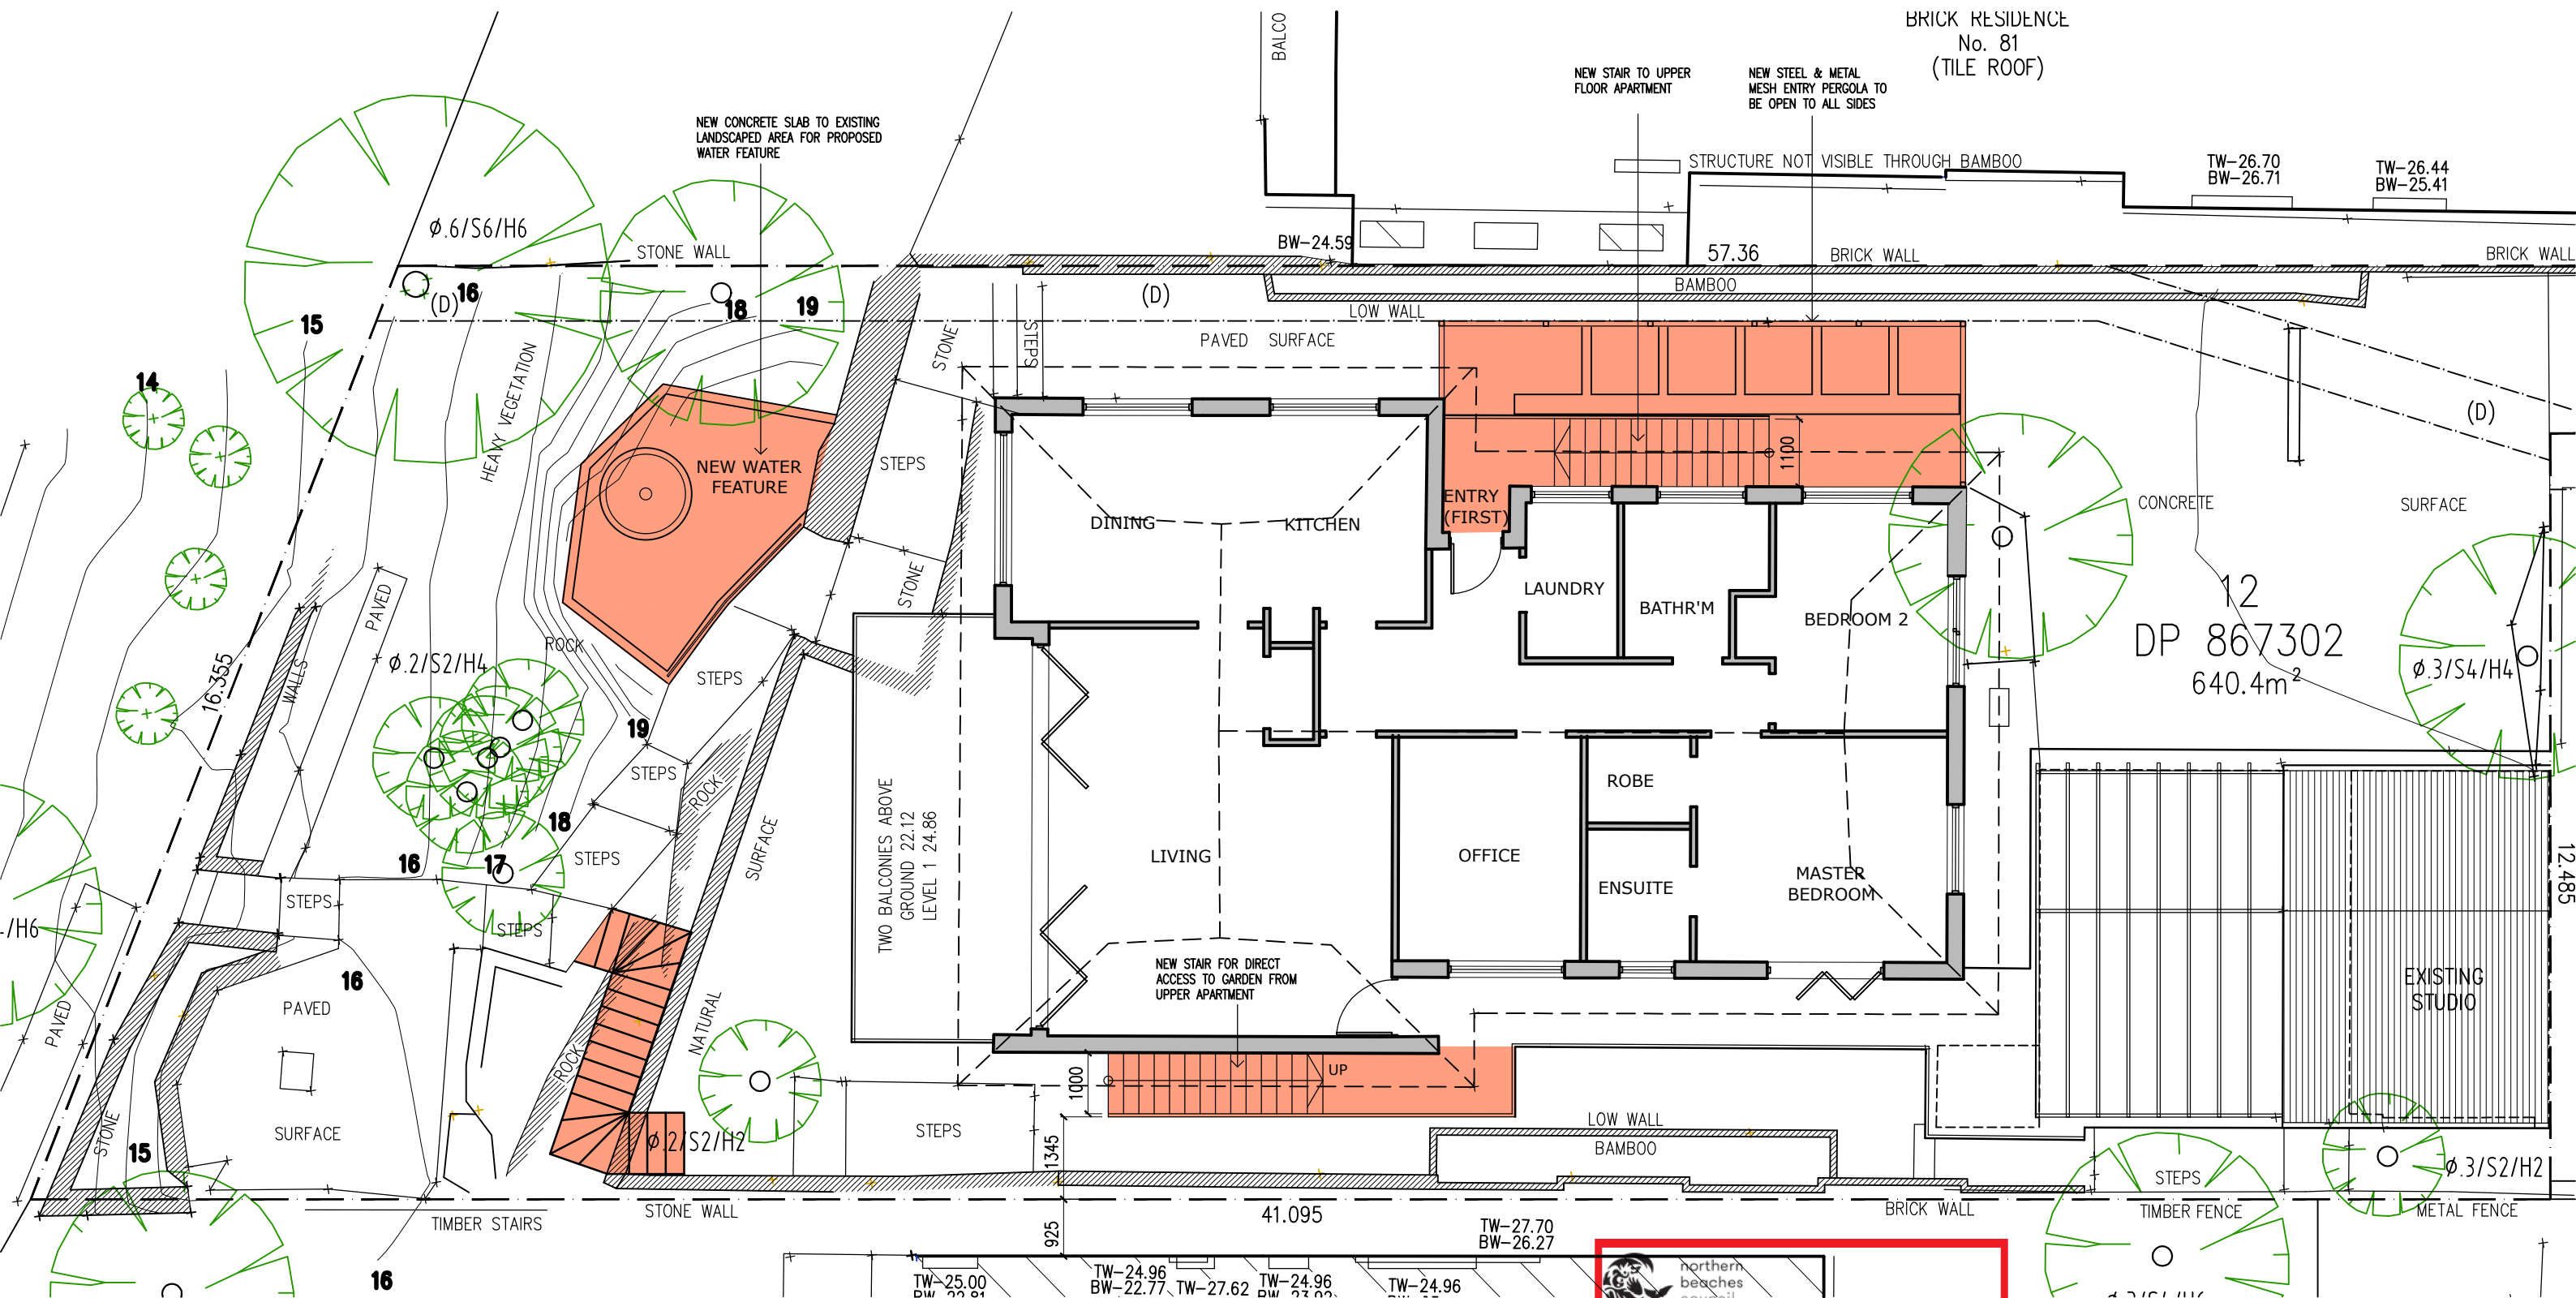 BRICK RESIDENCE
No. 81
(TILE ROOF)
BALCO
NEW STAIR TO UPPER
FLOOR APARTMENT
NEW STEEL & METAL
MESH ENTRY PERGOLA TO
BE OPEN TO ALL SIDES
NEW CONCRETE SLAB TO EXISTING
LANDSCAPED AREA FOR PROPOSED
WATER FEATURE
STRUCTURE NOT VISIBLE THROUGH BAMBOO
TW-26.70
BW-26.71
TW-26.44
BW-25.41
ϕ.6/S6/H6
STONE WALL
BW-24.59
57.36
BRICK WALL
BRICK WALL
BAMBOO
(D)
16
18
19
(D)
LOW WALL
15
STONE
STEPS
PAVED SURFACE
14
HEAVY VEGETATION
(D)
STEPS
1100
NEW WATER
FEATURE
ENTRY
(FIRST)
DINING
KITCHEN
CONCRETE
SURFACE
STONE
PAVED
LAUNDRY
BATHR'M
BEDROOM 2
12
DP 867302
640.4m²
ROCK
ϕ.2/S2/H4
WALLS
16.355
STEPS
ϕ.3/S4/H4
19
STEPS
ROCK
ROBE
18
STEPS
SURFACE
TWO BALCONIES ABOVE
GROUND 22.12
LEVEL 1 24.86
LIVING
OFFICE
ENSUITE
MASTER
BEDROOM
12.485
16
17
STEPS
STEPS
-/H6
16
PAVED
PAVED
NATURAL
ROCK
NEW STAIR FOR DIRECT
ACCESS TO GARDEN FROM
UPPER APARTMENT
EXISTING
STUDIO
UP
1000
STONE
SURFACE
15
ϕ.2/S2/H2
STEPS
1345
LOW WALL
BAMBOO
STEPS
ϕ.3/S2/H2
TIMBER STAIRS
STONE WALL
41.095
925
TW-27.70
BW-26.27
BRICK WALL
TIMBER FENCE
METAL FENCE
16
TW-25.00
BW-22.81
TW-24.96
BW-22.77
TW-27.62
TW-24.96
TW-24.96
northern
beaches
council